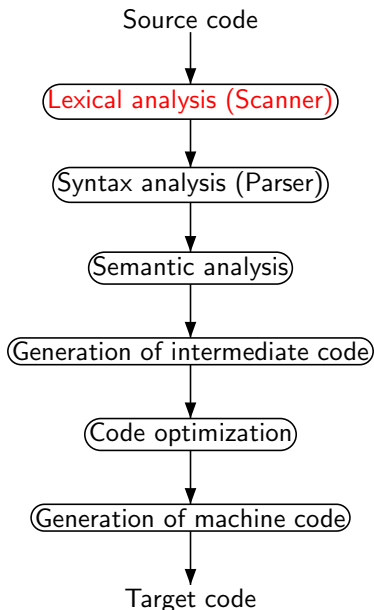 Source code
Lexical analysis (Scanner)
Syntax analysis (Parser)
Semantic analysis
Generation of intermediate code
Code optimization
Generation of machine code
Target code